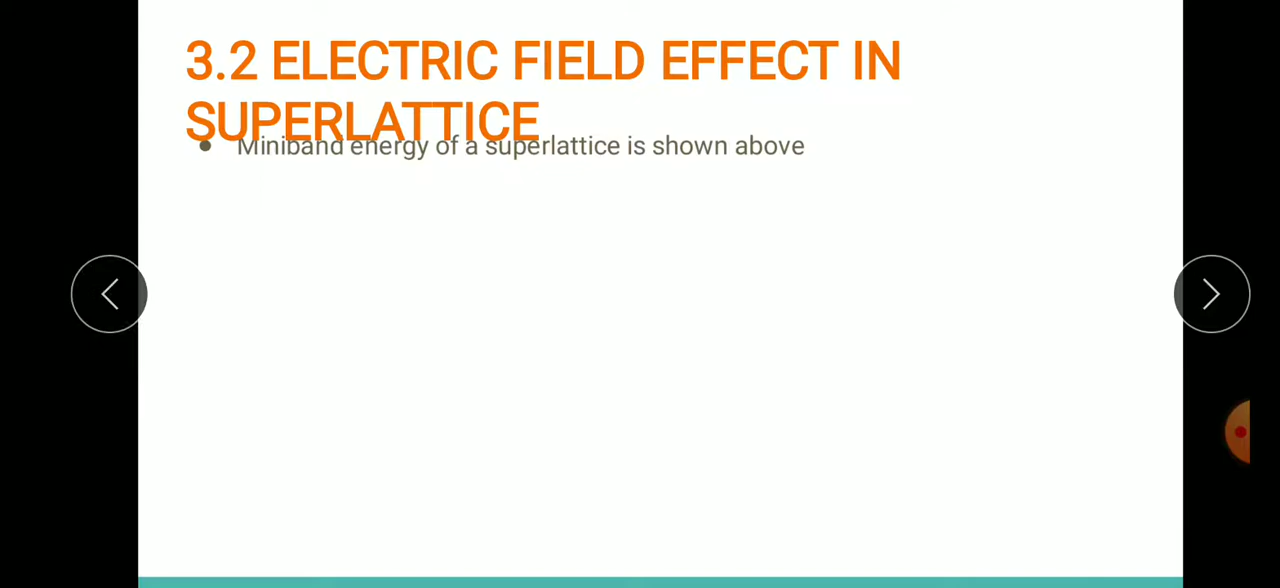 3.2 ELECTRIC FIELD EFFECT IN
SUPERLATTICE
● Miniband energy of a superlattice is shown above